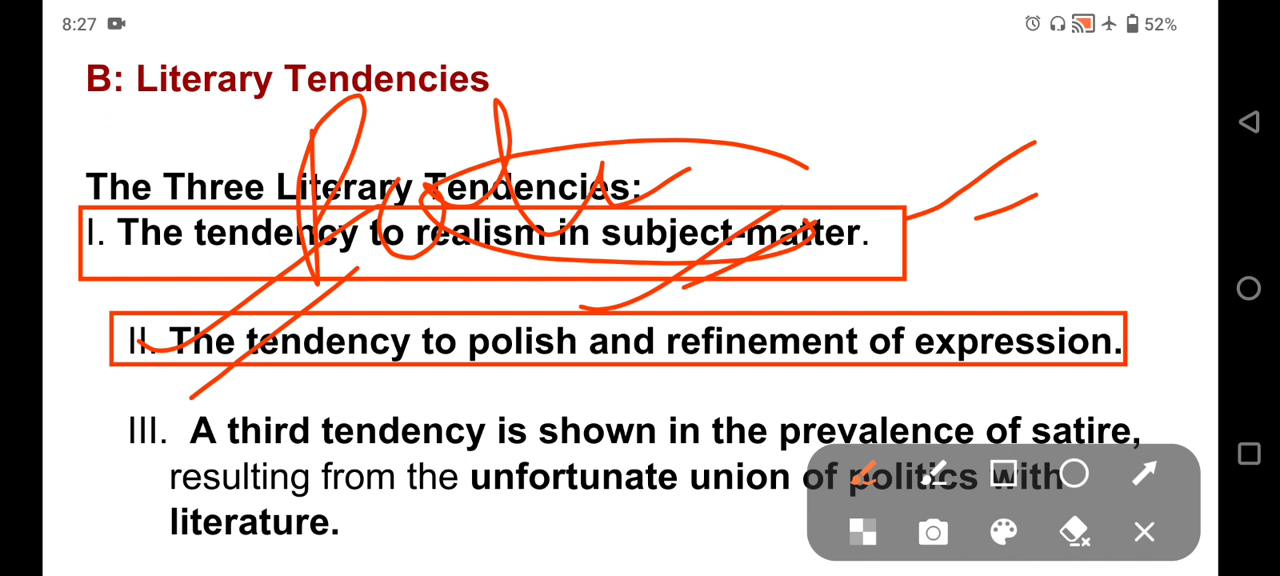 8:27
52%
B: Literary Tendencies
The Three Literary Tendencies:
I. The tendency to realism in subject-matter.
II. The tendency to polish and refinement of expression.
III. A third tendency is shown in the prevalence of satire,
resulting from the unfortunate union of politics with
literature.